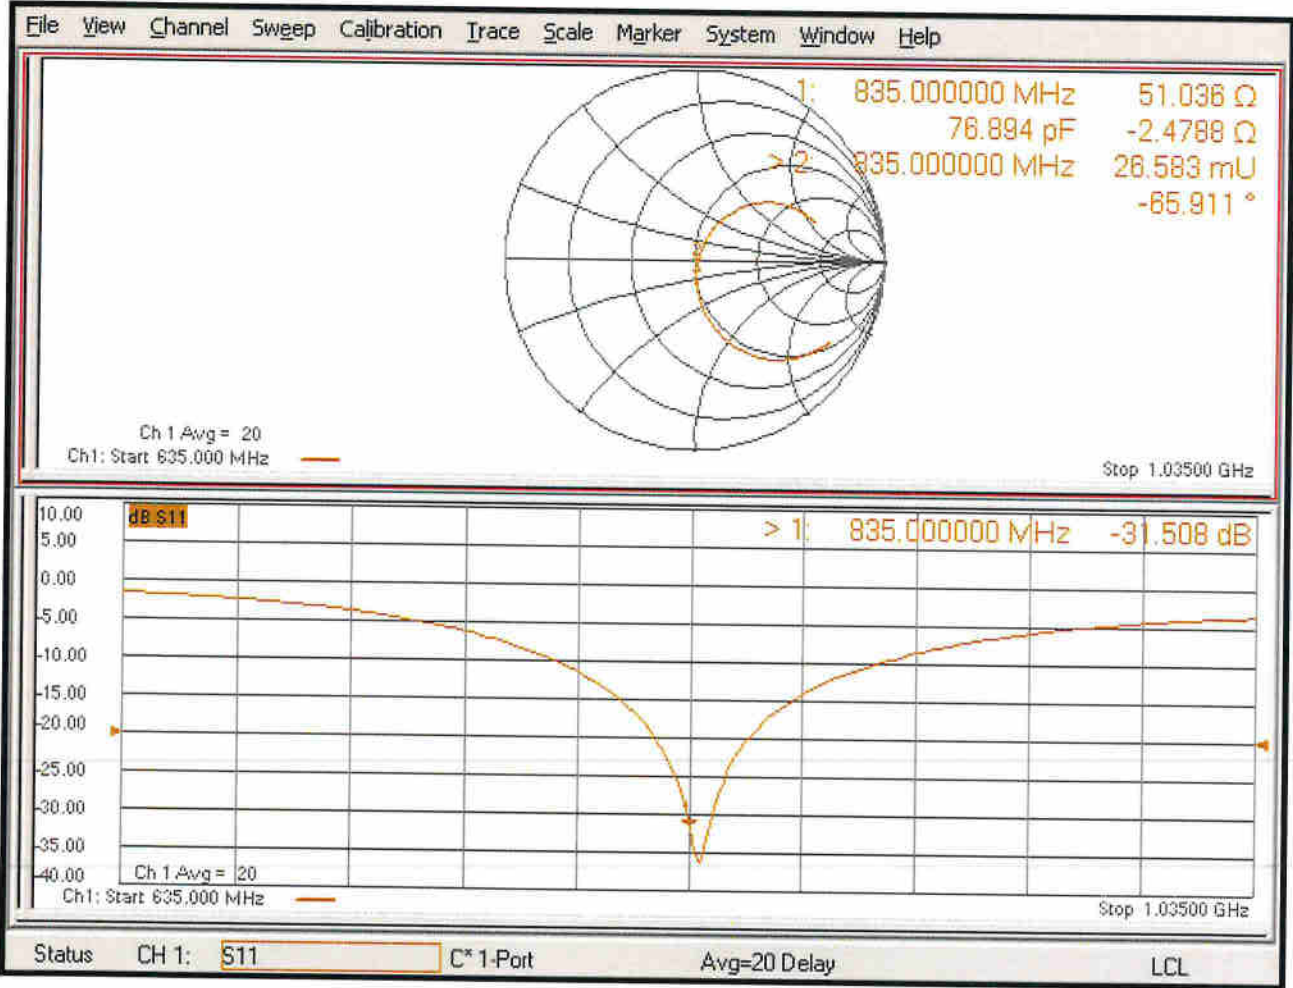 File View Channel Sweep Calibration Trace Scale Marker System Window Help
1: 835.000000 MHz 51.036 Ω
76.894 pF -2.4788 Ω
> 2: 835.000000 MHz 26.583 mU
-65.911 °
Ch 1 Avg = 20
Ch1: Start 635.000 MHz
Stop 1.03500 GHz
10.00
dB S11
> 1: 835.000000 MHz -31.508 dB
5.00
0.00
-5.00
-10.00
-15.00
-20.00
-25.00
-30.00
-35.00
-40.00
Ch 1 Avg = 20
Ch1: Start 635.000 MHz
Stop 1.03500 GHz
Status CH 1: S11 C* 1-Port Avg=20 Delay LCL